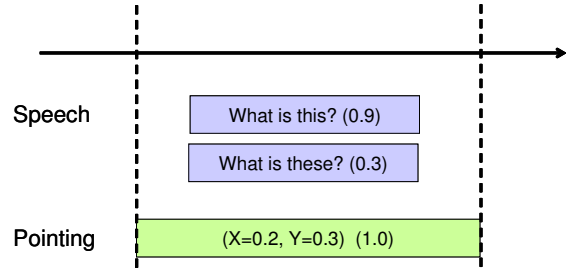 Speech
What is this? (0.9)
What is these? (0.3)
Pointing
(X=0.2, Y=0.3) (1.0)